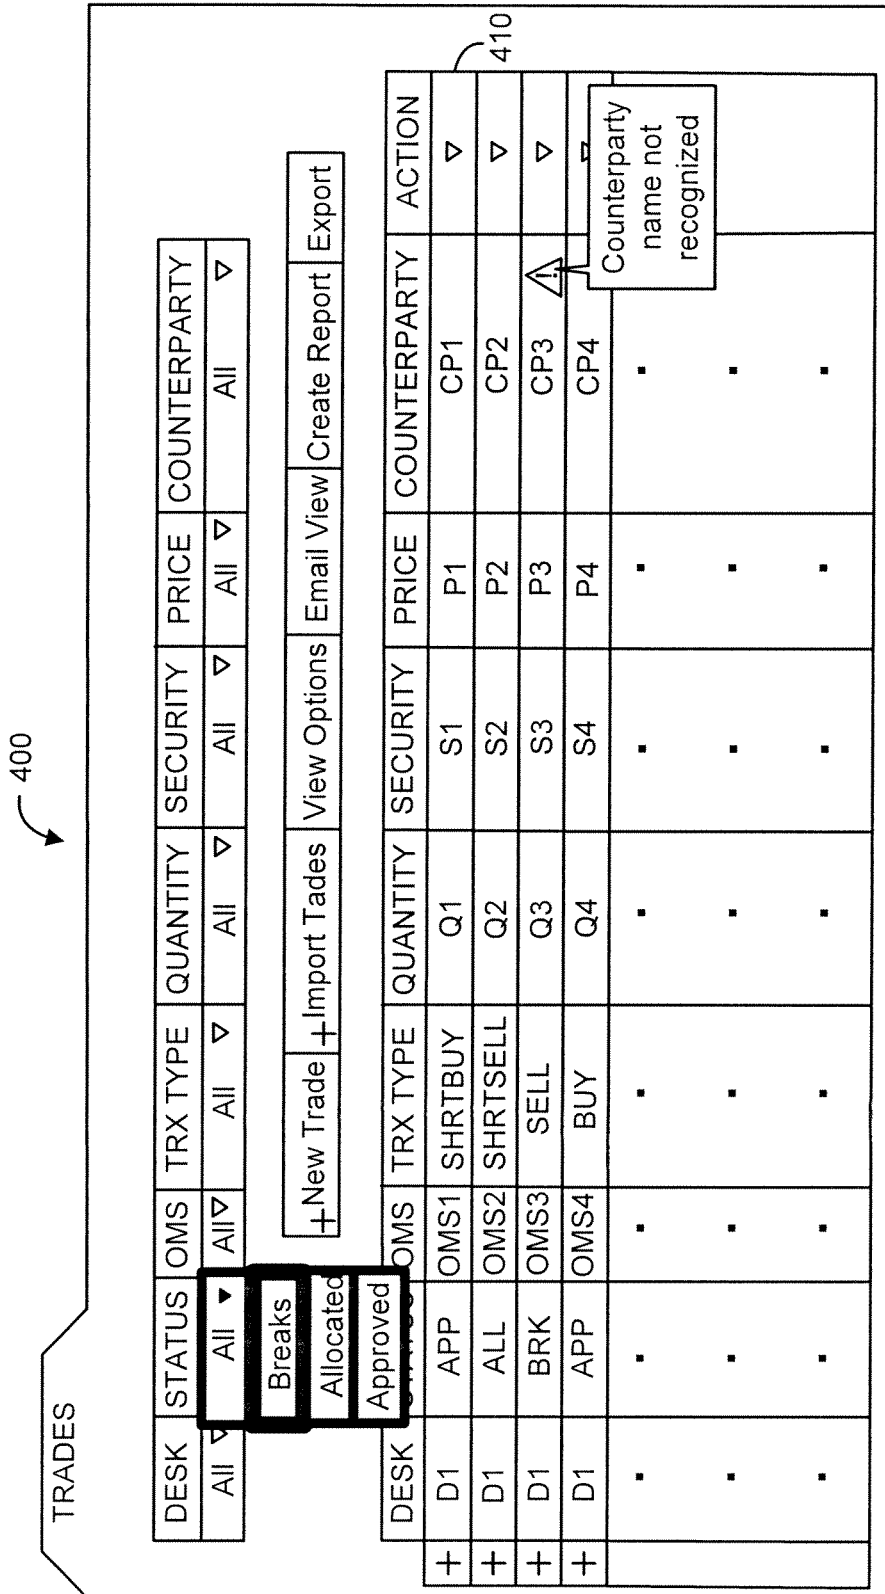 400
TRADES
DESK STATUS OMS TRX TYPE QUANTITY SECURITY PRICE COUNTERPARTY
All All All All All All All All
Breaks
Allocated
Approved
+New Trade +Import Tades View Options Email View Create Report Export
DESK OMS TRX TYPE QUANTITY SECURITY PRICE COUNTERPARTY ACTION
+ D1 APP OMS1 SHRTBUY Q1 S1 P1 CP1
410
+ D1 ALL OMS2 SHRTSELL Q2 S2 P2 CP2
+ D1 BRK OMS3 SELL Q3 S3 P3 CP3 !
+ D1 APP OMS4 BUY Q4 S4 P4 CP4
Counterparty
name not
recognized